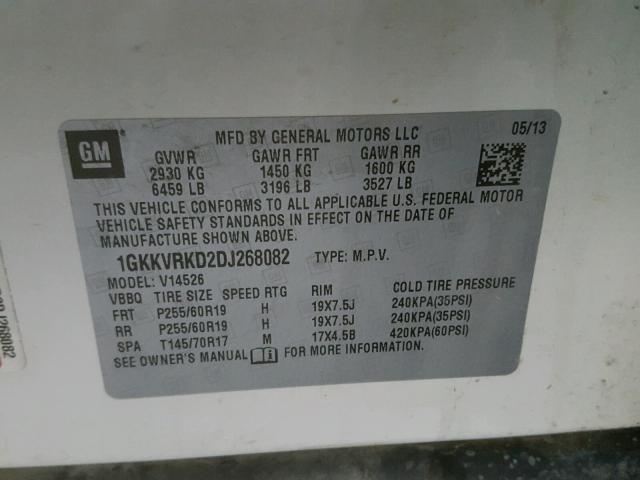 GM
MFD BY GENERAL MOTORS LLC 05/13
GVWR GAWR FRT GAWR RR
2930 KG 1450 KG 1600 KG
6459 LB 3196 LB 3527 LB
THIS VEHICLE CONFORMS TO ALL APPLICABLE U.S. FEDERAL MOTOR
VEHICLE SAFETY STANDARDS IN EFFECT ON THE DATE OF
MANUFACTURE SHOWN ABOVE.
1GKKVRKD2DJ268082 TYPE: M.P.V.
MODEL: V14526
VBBQ TIRE SIZE SPEED RTG RIM COLD TIRE PRESSURE
FRT P255/60R19 H 19X7.5J 240KPA(35PSI)
RR P255/60R19 H 19X7.5J 240KPA(35PSI)
SPA T145/70R17 M 17X4.5B 420KPA(60PSI)
SEE OWNER'S MANUAL FOR MORE INFORMATION.
J268082